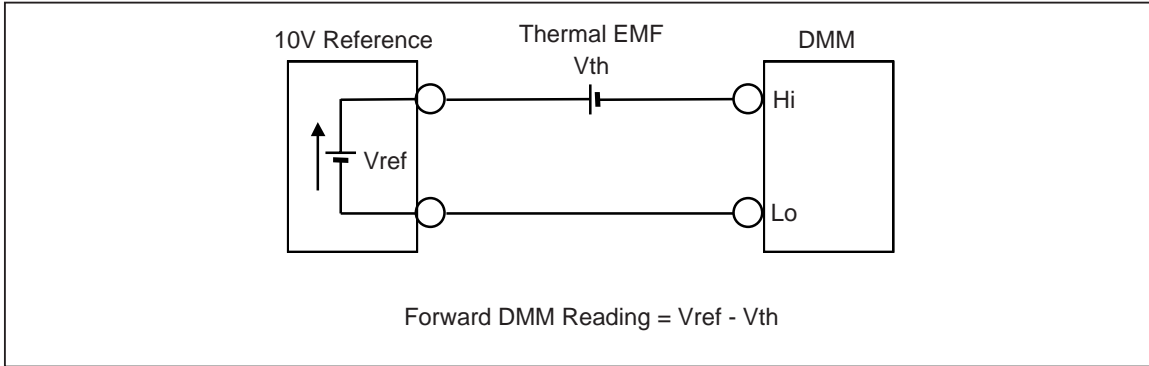 10V Reference
Thermal EMF
Vth
DMM
Hi
Vref
Lo
Forward DMM Reading = Vref - Vth